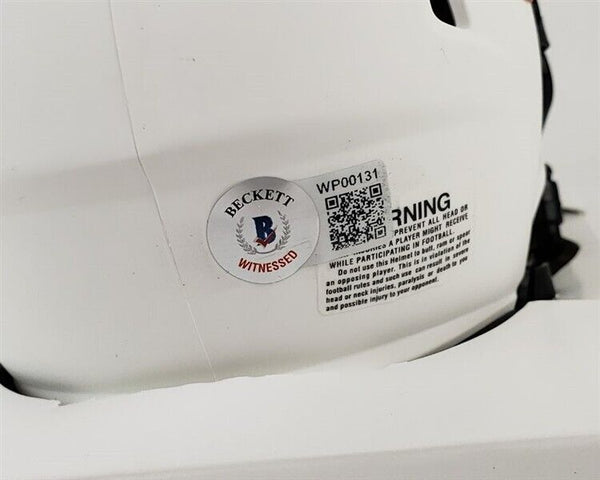 BECKETT
B
WITNESSED
WP00131
RNING
PREVENT ALL HEAD OR
A PLAYER MIGHT RECEIVE
WHILE PARTICIPATING IN FOOTBALL.
Do not use this Helmet to butt, ram or spear
an opposing player. This is in violation of the
football rules and such use can result in severe
head or neck injuries, paralysis or death to you
and possible injury to your opponent.